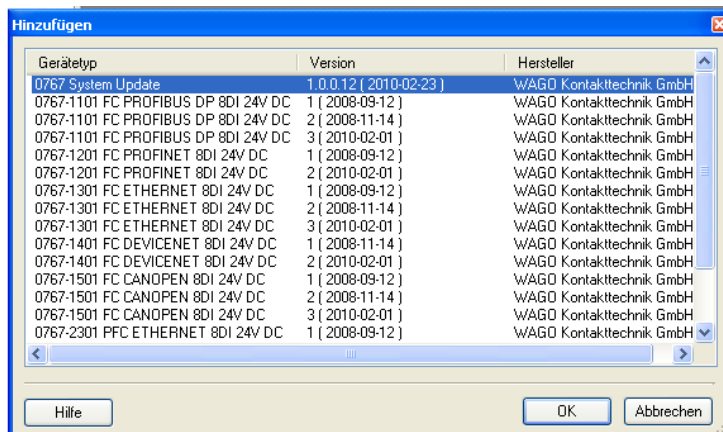 Hinzufügen
Gerätetyp Version Hersteller
0767 System Update 1.0.0.12 ( 2010-02-23 ) WAGO Kontakttechnik GmbH
0767-1101 FC PROFIBUS DP 8DI 24V DC 1 ( 2008-09-12 ) WAGO Kontakttechnik GmbH
0767-1101 FC PROFIBUS DP 8DI 24V DC 2 ( 2008-11-14 ) WAGO Kontakttechnik GmbH
0767-1101 FC PROFIBUS DP 8DI 24V DC 3 ( 2010-02-01 ) WAGO Kontakttechnik GmbH
0767-1201 FC PROFINET 8DI 24V DC 1 ( 2008-09-12 ) WAGO Kontakttechnik GmbH
0767-1201 FC PROFINET 8DI 24V DC 2 ( 2010-02-01 ) WAGO Kontakttechnik GmbH
0767-1301 FC ETHERNET 8DI 24V DC 1 ( 2008-09-12 ) WAGO Kontakttechnik GmbH
0767-1301 FC ETHERNET 8DI 24V DC 2 ( 2008-11-14 ) WAGO Kontakttechnik GmbH
0767-1301 FC ETHERNET 8DI 24V DC 3 ( 2010-02-01 ) WAGO Kontakttechnik GmbH
0767-1401 FC DEVICENET 8DI 24V DC 1 ( 2008-11-14 ) WAGO Kontakttechnik GmbH
0767-1401 FC DEVICENET 8DI 24V DC 2 ( 2010-02-01 ) WAGO Kontakttechnik GmbH
0767-1501 FC CANOPEN 8DI 24V DC 1 ( 2008-09-12 ) WAGO Kontakttechnik GmbH
0767-1501 FC CANOPEN 8DI 24V DC 2 ( 2008-11-14 ) WAGO Kontakttechnik GmbH
0767-1501 FC CANOPEN 8DI 24V DC 3 ( 2010-02-01 ) WAGO Kontakttechnik GmbH
0767-2301 PFC ETHERNET 8DI 24V DC 1 ( 2008-09-12 ) WAGO Kontakttechnik GmbH
Hilfe OK Abbrechen